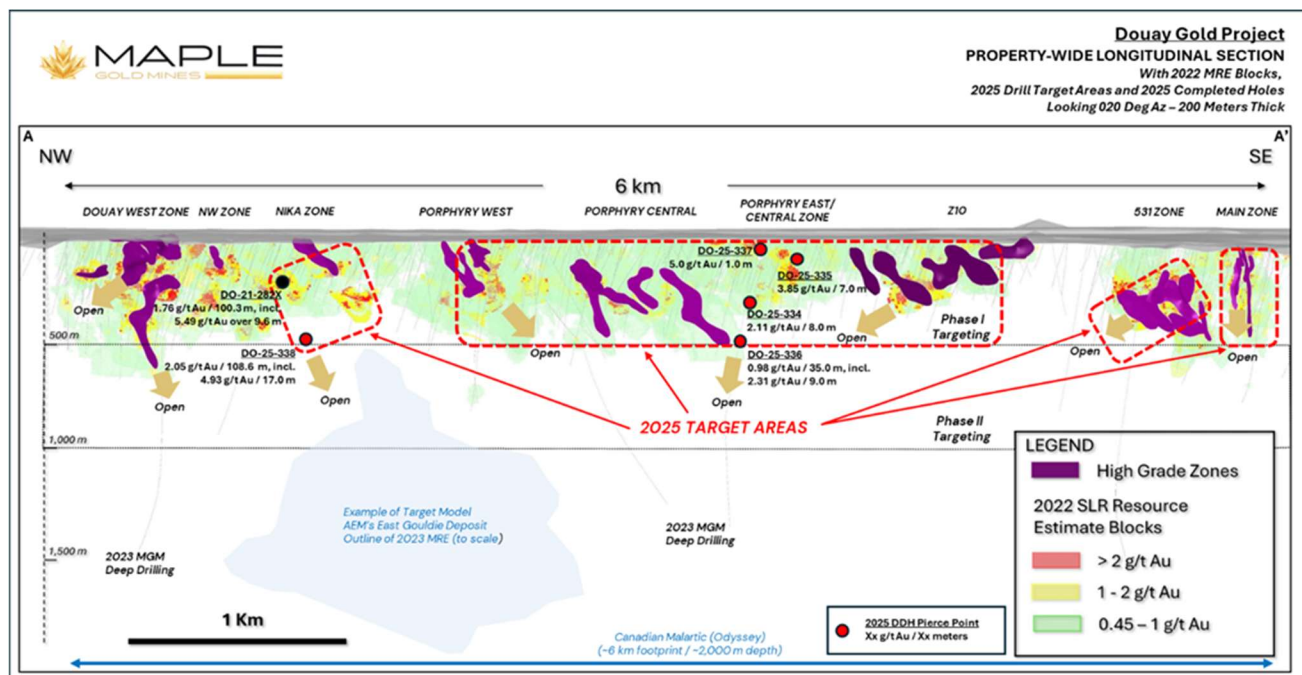 MAPLE
GOLD MINES
Douay Gold Project
PROPERTY-WIDE LONGITUDINAL SECTION
With 2022 MRE Blocks,
2025 Drill Target Areas and 2025 Completed Holes
Looking 020 Deg Az – 200 Meters Thick
A
A'
NW
SE
6 km
DOUAY WEST ZONE
NW ZONE
NIKA ZONE
PORPHYRY WEST
PORPHYRY CENTRAL
PORPHYRY EAST/
CENTRAL ZONE
Z10
531 ZONE
MAIN ZONE
DO-25-337
5.0 g/t Au / 1.0 m
DO-25-335
3.85 g/t Au / 7.0 m
DO-21-282X
1.76 g/t Au / 100.3 m, incl.
5.49 g/t Au over 9.6 m
DO-25-334
2.11 g/t Au / 8.0 m
Phase I
Targeting
Open
500 m
DO-25-338
2.05 g/t Au / 108.6 m, incl.
4.93 g/t Au / 17.0 m
DO-25-336
0.98 g/t Au / 35.0 m, incl.
2.31 g/t Au / 9.0 m
Open
Open
Open
Open
Open
Open
Open
2025 TARGET AREAS
Phase II
Targeting
1,000 m
Example of Target Model
AEM's East Gouldie Deposit
Outline of 2023 MRE (to scale)
2023 MGM
Deep Drilling
1,500 m
2023 MGM
Deep Drilling
1 Km
LEGEND
High Grade Zones
2022 SLR Resource
Estimate Blocks
> 2 g/t Au
1 - 2 g/t Au
0.45 – 1 g/t Au
2025 DDH Pierce Point
Xx g/t Au / Xx meters
Canadian Malartic (Odyssey)
(~6 km footprint / ~2,000 m depth)